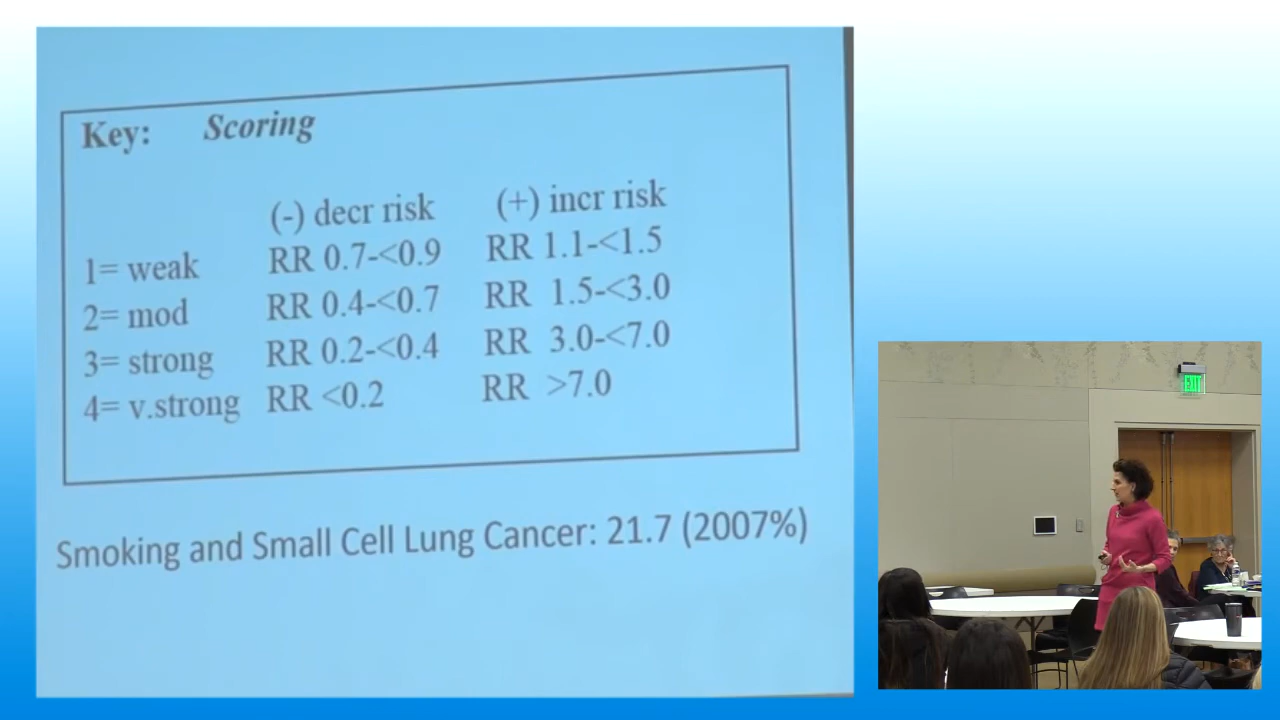 Key: Scoring
(-) decr risk (+) incr risk
1= weak RR 0.7-<0.9 RR 1.1-<1.5
2= mod RR 0.4-<0.7 RR 1.5-<3.0
3= strong RR 0.2-<0.4 RR 3.0-<7.0
4= v.strong RR <0.2 RR >7.0
Smoking and Small Cell Lung Cancer: 21.7 (2007%)
EXIT